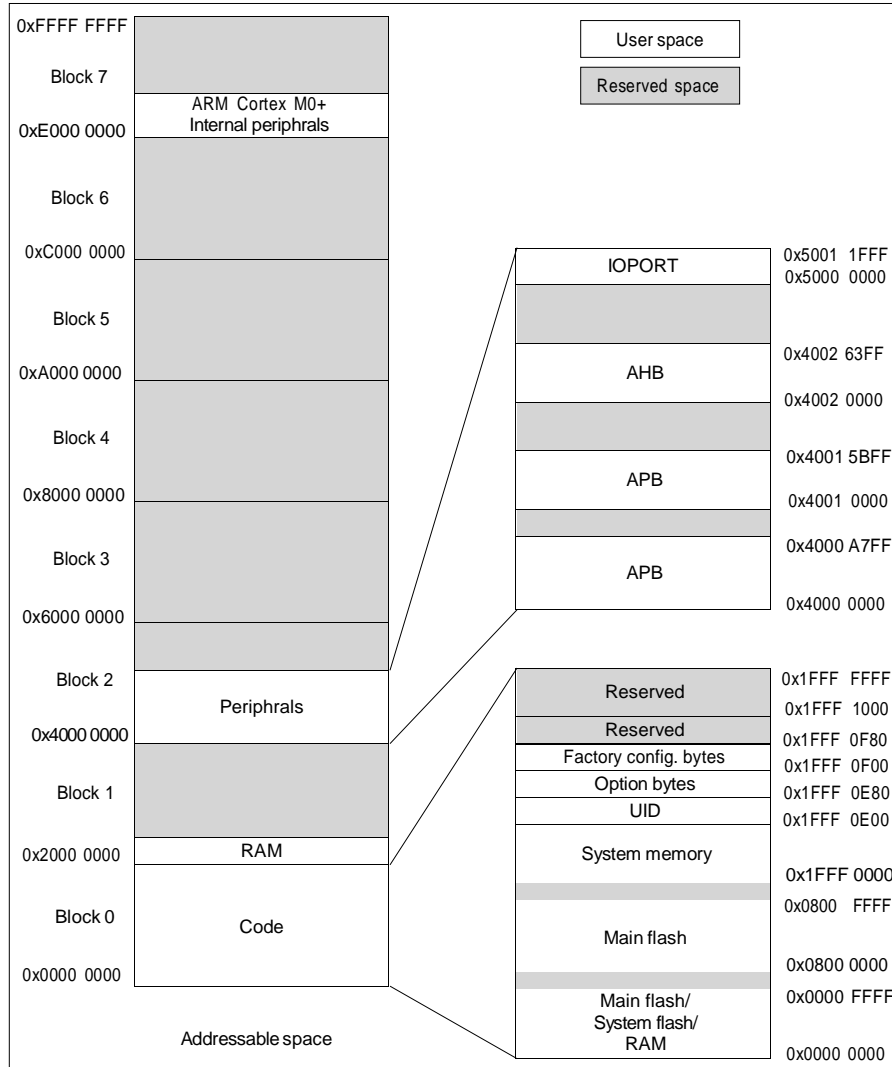 0xFFFF FFFF
Block 7
ARM Cortex M0+
Internal periphrals
0xE000 0000
Block 6
0xC000 0000
Block 5
0xA000 0000
Block 4
0x8000 0000
Block 3
0x6000 0000
Block 2
Periphrals
0x4000 0000
Block 1
0x2000 0000
RAM
Block 0
Code
0x0000 0000
Addressable space
User space
Reserved space
IOPORT
0x5001 1FFF
0x5000 0000
0x4002 63FF
AHB
0x4002 0000
0x4001 5BFF
APB
0x4001 0000
0x4000 A7FF
APB
0x4000 0000
0x1FFF FFFF
Reserved
0x1FFF 1000
Reserved
0x1FFF 0F80
Factory config. bytes
0x1FFF 0F00
Option bytes
0x1FFF 0E80
UID
0x1FFF 0E00
System memory
0x1FFF 0000
0x0800 FFFF
Main flash
0x0800 0000
0x0000 FFFF
Main flash/
System flash/
RAM
0x0000 0000